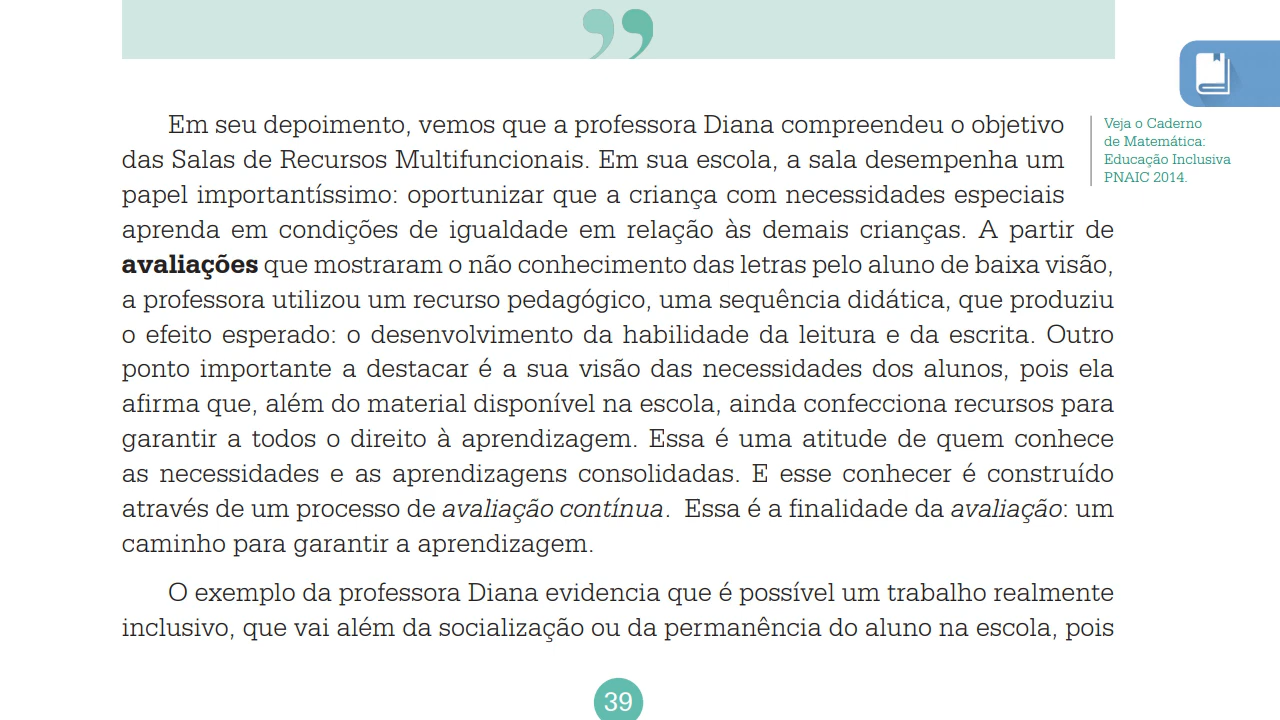 ”
Em seu depoimento, vemos que a professora Diana compreendeu o objetivo
das Salas de Recursos Multifuncionais. Em sua escola, a sala desempenha um
papel importantíssimo: oportunizar que a criança com necessidades especiais
aprenda em condições de igualdade em relação às demais crianças. A partir de
avaliações que mostraram o não conhecimento das letras pelo aluno de baixa visão,
a professora utilizou um recurso pedagógico, uma sequência didática, que produziu
o efeito esperado: o desenvolvimento da habilidade da leitura e da escrita. Outro
ponto importante a destacar é a sua visão das necessidades dos alunos, pois ela
afirma que, além do material disponível na escola, ainda confecciona recursos para
garantir a todos o direito à aprendizagem. Essa é uma atitude de quem conhece
as necessidades e as aprendizagens consolidadas. E esse conhecer é construído
através de um processo de avaliação contínua. Essa é a finalidade da avaliação: um
caminho para garantir a aprendizagem.
O exemplo da professora Diana evidencia que é possível um trabalho realmente
inclusivo, que vai além da socialização ou da permanência do aluno na escola, pois
Veja o Caderno
de Matemática:
Educação Inclusiva
PNAIC 2014.
39